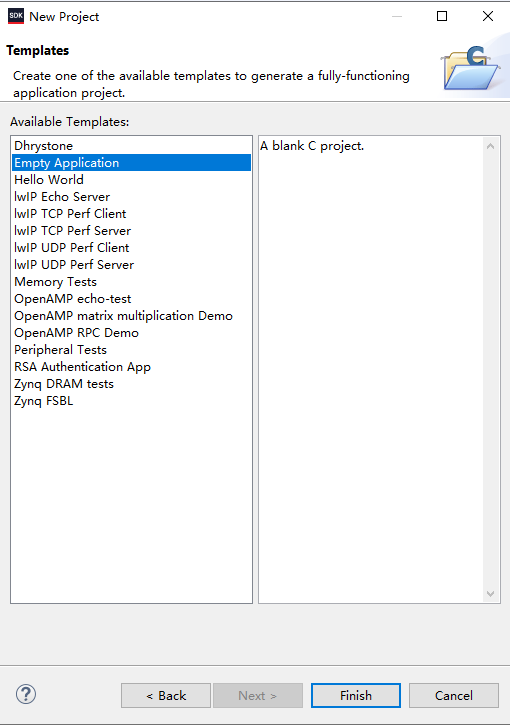 SDK New Project
Templates
Create one of the available templates to generate a fully-functioning
application project.
C
Available Templates:
Dhrystone
Empty Application
Hello World
lwIP Echo Server
lwIP TCP Perf Client
lwIP TCP Perf Server
lwIP UDP Perf Client
lwIP UDP Perf Server
Memory Tests
OpenAMP echo-test
OpenAMP matrix multiplication Demo
OpenAMP RPC Demo
Peripheral Tests
RSA Authentication App
Zynq DRAM tests
Zynq FSBL
A blank C project.
? < Back Next > Finish Cancel